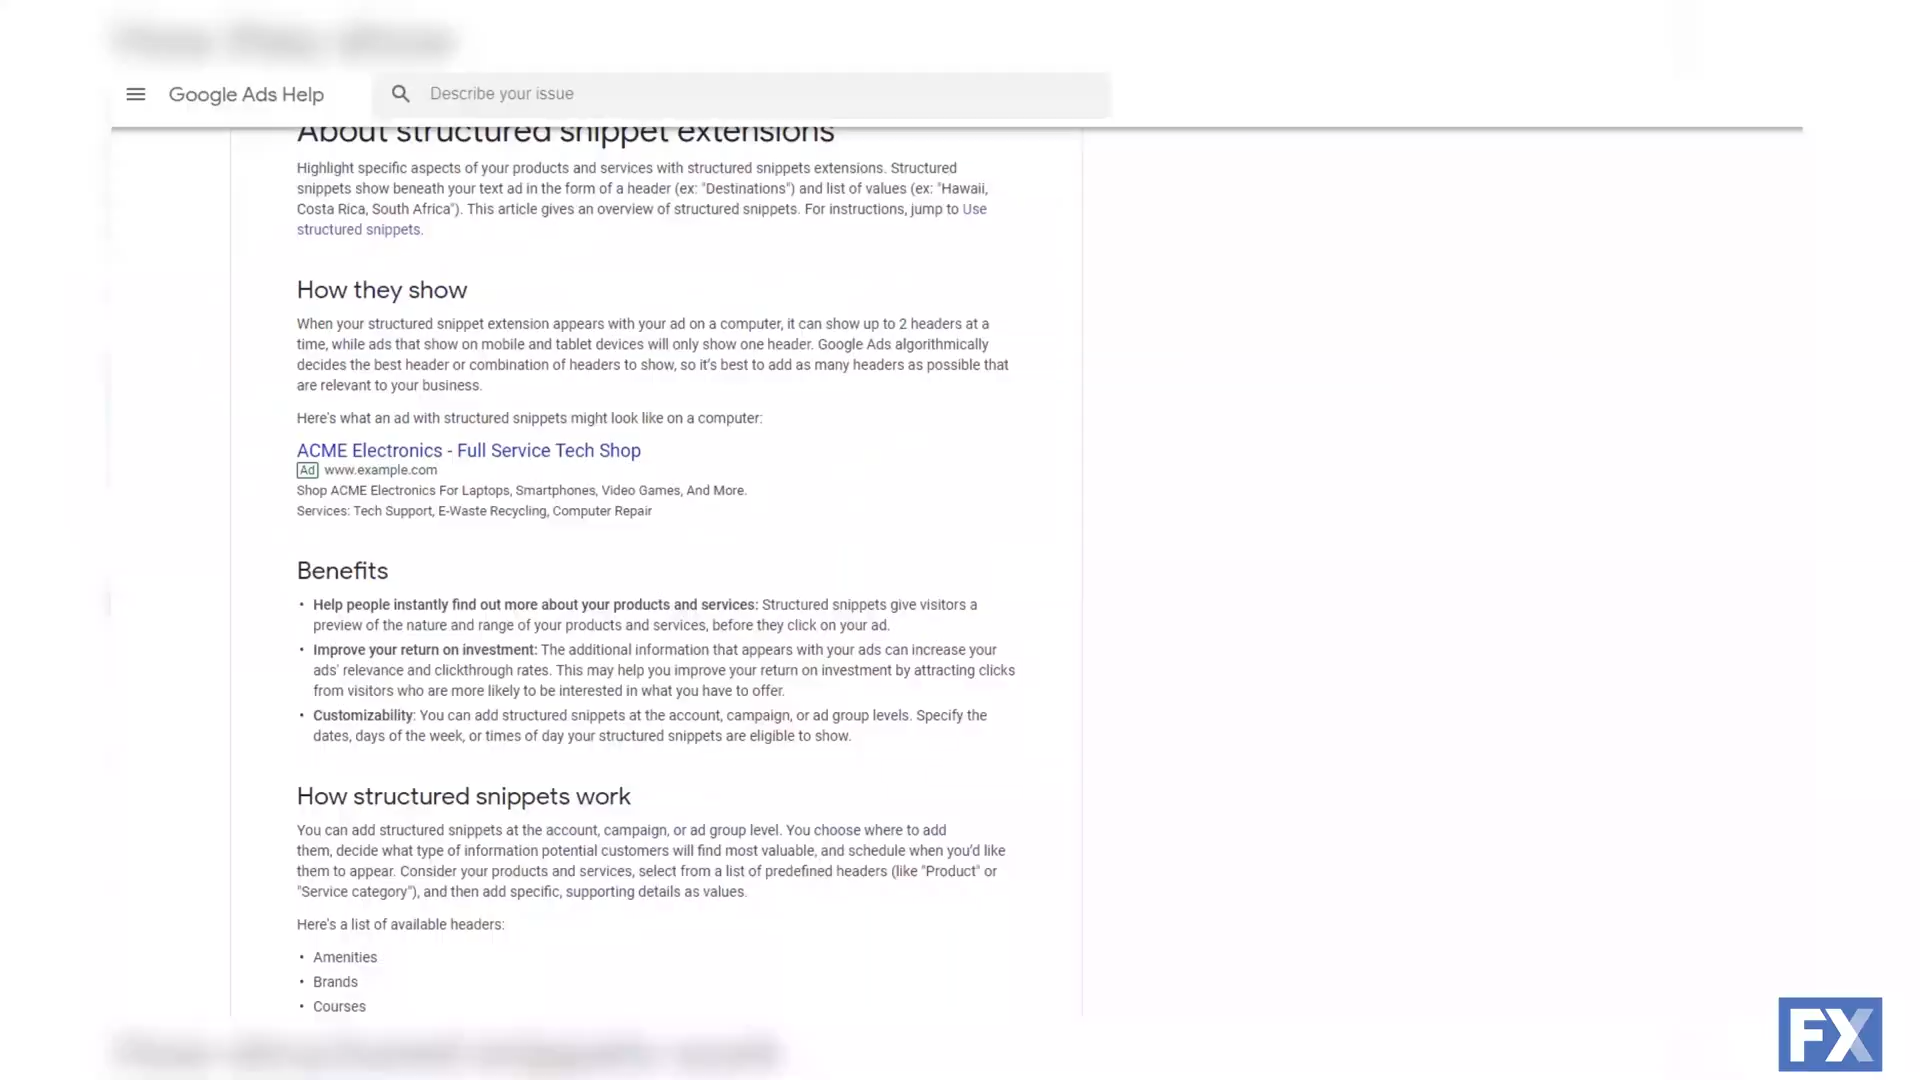 Google Ads Help
Describe your issue
About structured snippet extensions
Highlight specific aspects of your products and services with structured snippets extensions. Structured
snippets show beneath your text ad in the form of a header (ex: "Destinations") and list of values (ex: "Hawaii,
Costa Rica, South Africa"). This article gives an overview of structured snippets. For instructions, jump to Use
structured snippets.
How they show
When your structured snippet extension appears with your ad on a computer, it can show up to 2 headers at a
time, while ads that show on mobile and tablet devices will only show one header. Google Ads algorithmically
decides the best header or combination of headers to show, so it's best to add as many headers as possible that
are relevant to your business.
Here's what an ad with structured snippets might look like on a computer:
ACME Electronics - Full Service Tech Shop
Ad www.example.com
Shop ACME Electronics For Laptops, Smartphones, Video Games, And More.
Services: Tech Support, E-Waste Recycling, Computer Repair
Benefits
• Help people instantly find out more about your products and services: Structured snippets give visitors a
preview of the nature and range of your products and services, before they click on your ad.
• Improve your return on investment: The additional information that appears with your ads can increase your
ads' relevance and clickthrough rates. This may help you improve your return on investment by attracting clicks
from visitors who are more likely to be interested in what you have to offer.
• Customizability: You can add structured snippets at the account, campaign, or ad group levels. Specify the
dates, days of the week, or times of day your structured snippets are eligible to show.
How structured snippets work
You can add structured snippets at the account, campaign, or ad group level. You choose where to add
them, decide what type of information potential customers will find most valuable, and schedule when you'd like
them to appear. Consider your products and services, select from a list of predefined headers (like "Product" or
"Service category"), and then add specific, supporting details as values.
Here's a list of available headers:
• Amenities
• Brands
• Courses
FX